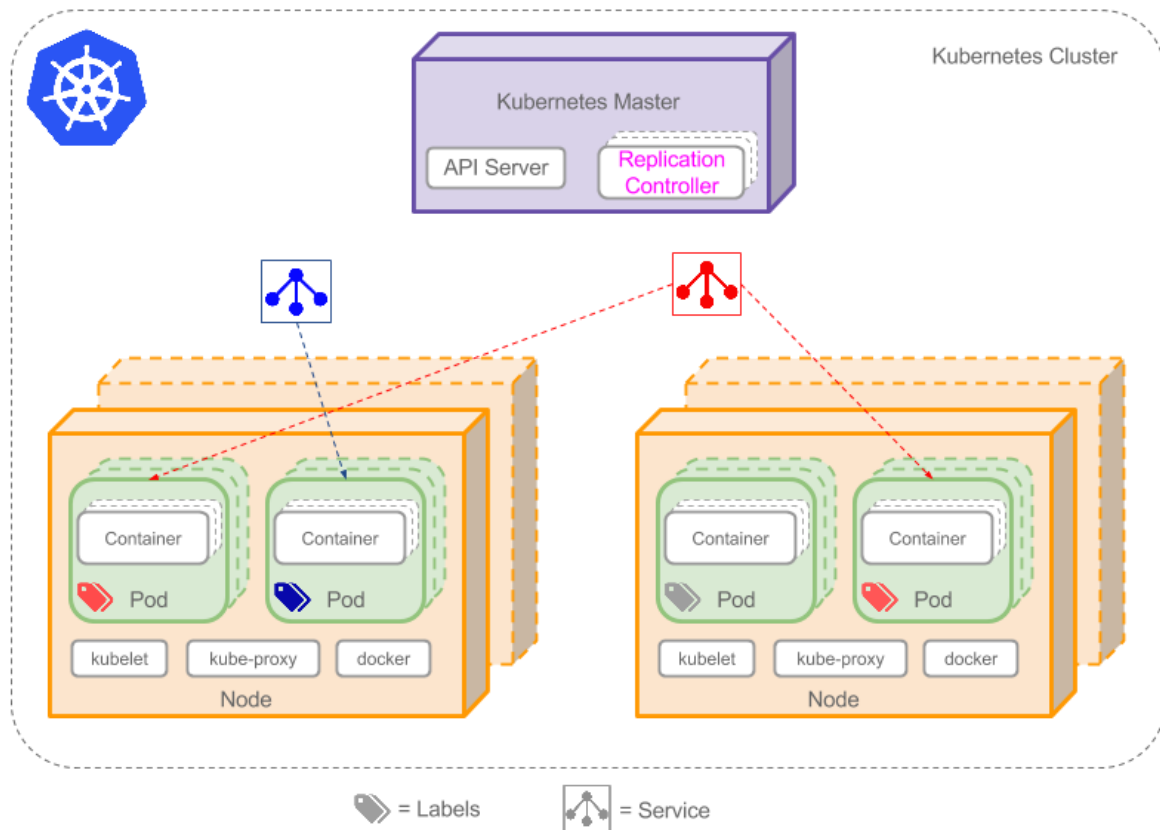 Kubernetes Cluster
Kubernetes Master
API Server
Replication
Controller
Container
Container
Container
Container
Pod
Pod
Pod
Pod
kubelet
kube-proxy
docker
kubelet
kube-proxy
docker
Node
Node
= Labels
= Service